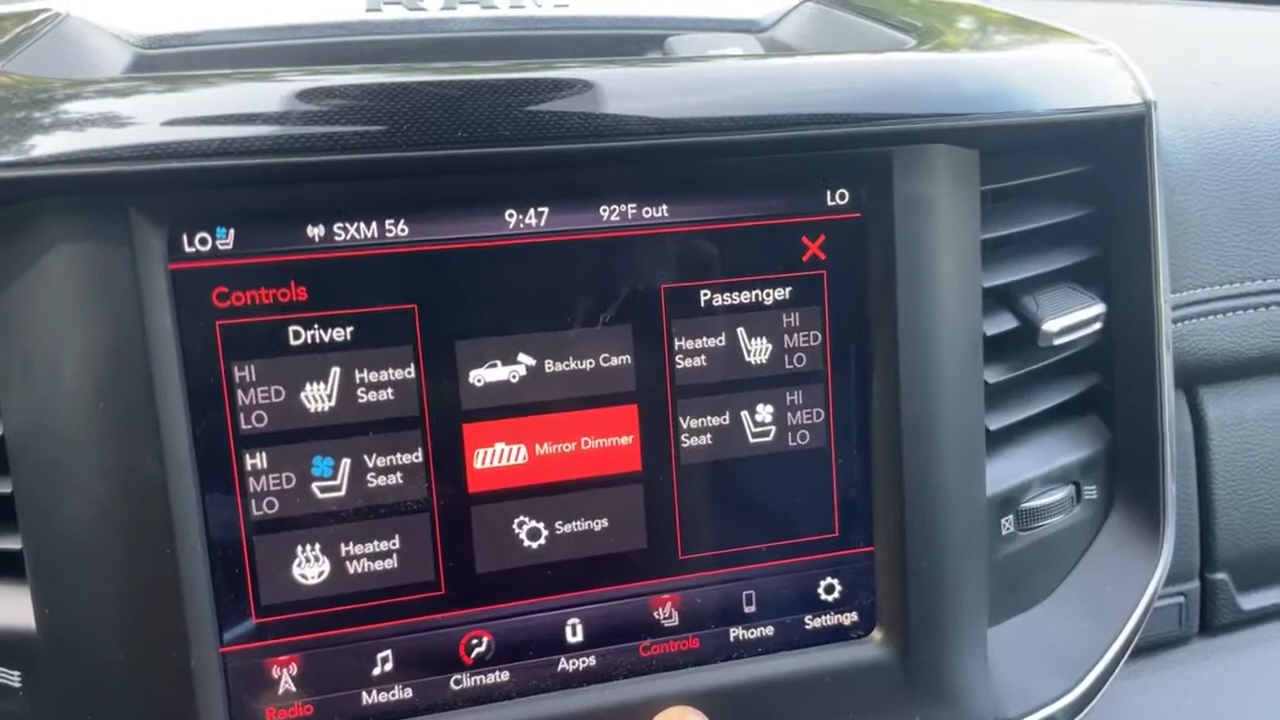 RAM
LO SXM 56 9:47 92°F out LO
Controls
Driver
HI
MED
LO
Heated
Seat
HI
MED
LO
Vented
Seat
Heated
Wheel
Backup Cam
Mirror Dimmer
Settings
Passenger
Heated
Seat
HI
MED
LO
Vented
Seat
HI
MED
LO
Radio Media Climate Apps Controls Phone Settings